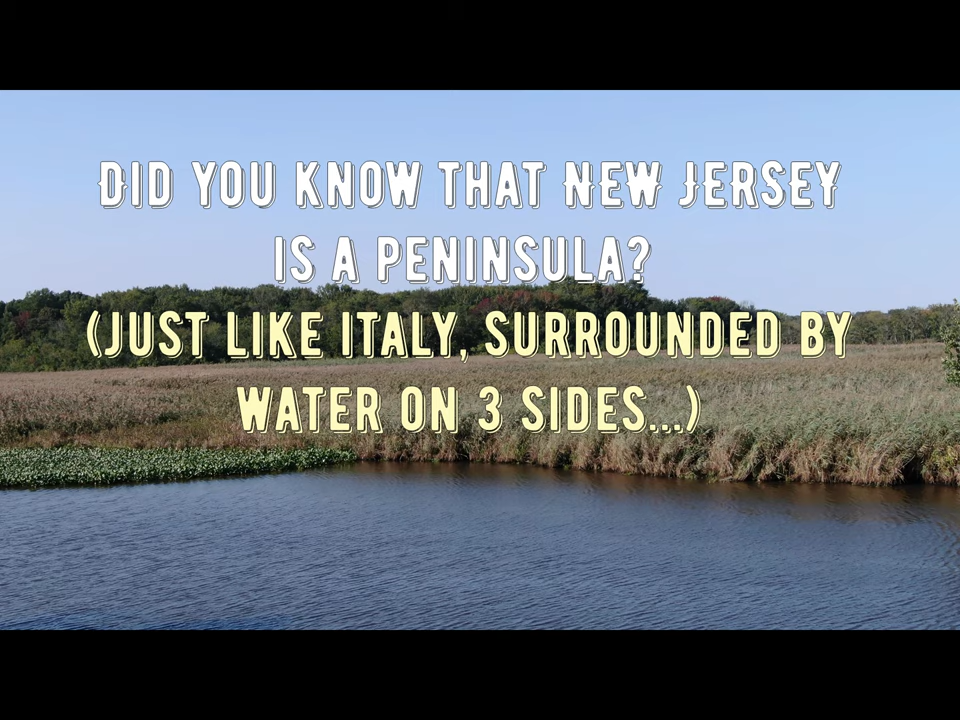 DID YOU KNOW THAT NEW JERSEY
IS A PENINSULA?
(JUST LIKE ITALY, SURROUNDED BY
WATER ON 3 SIDES...)